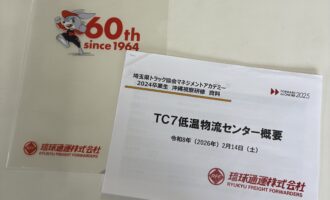 60th
since 1964
琉球通運株式会社
RYUKYU FREIGHT FORWARDERS
埼玉県トラック協会マネジメントアカデミー
2024卒業生 沖縄視察研修 資料
2025
TC7低温物流センター概要
令和8年（2026年）2月14日（土）
琉球通運株式会社
RYUKYU FREIGHT FORWARDERS